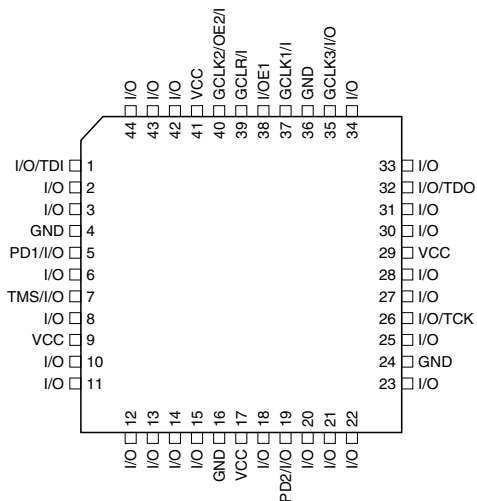 44 I/O
43 I/O
42 I/O
41 VCC
40 GCLK2/OE2/I
39 GCLR/I
38 I/OE1
37 GCLK1/I
36 GND
35 GCLK3/I/O
34 I/O
I/O/TDI 1
I/O 2
I/O 3
GND 4
PD1/I/O 5
I/O 6
TMS/I/O 7
I/O 8
VCC 9
I/O 10
I/O 11
33 I/O
32 I/O/TDO
31 I/O
30 I/O
29 VCC
28 I/O
27 I/O
26 I/O/TCK
25 I/O
24 GND
23 I/O
I/O 12
I/O 13
I/O 14
I/O 15
GND 16
VCC 17
I/O 18
PD2/I/O 19
I/O 20
I/O 21
I/O 22